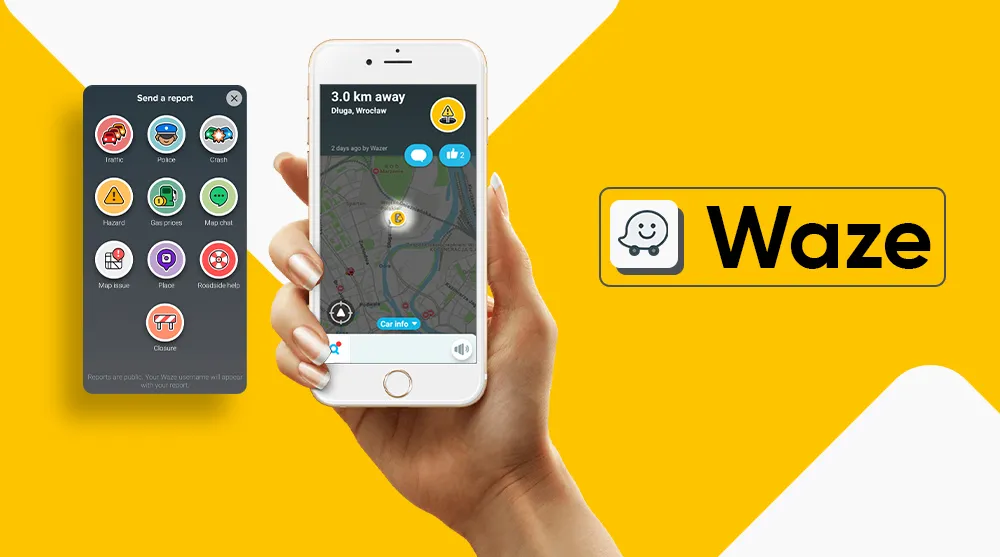 Send a report
Traffic
Police
Crash
Hazard
Gas prices
Map chat
Map issue
Place
Roadside help
Closure
Reports are public. Your Waze username will appear
with your report.
3.0 km away
Długa, Wrocław
2 days ago by Wazer
2
Car info
Waze